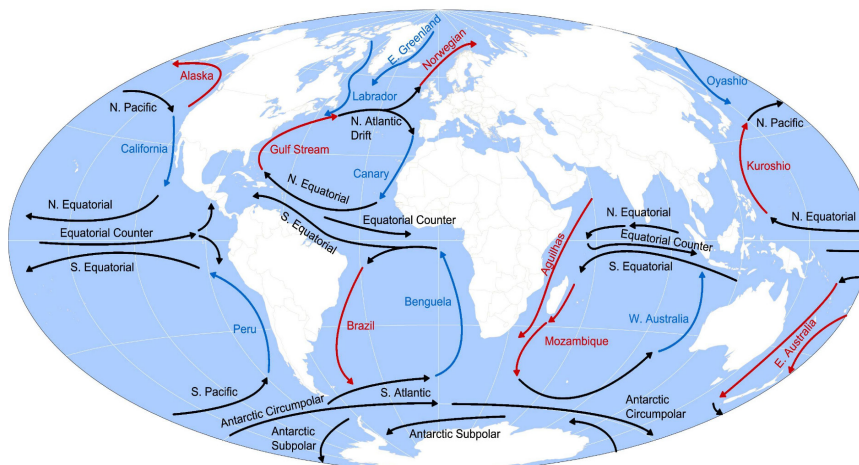 E. Greenland
Norwegian
Alaska
Oyashio
Labrador
N. Pacific
N. Atlantic
Drift
N. Pacific
California
Gulf Stream
Canary
Kuroshio
N. Equatorial
N. Equatorial
S. Equatorial
Equatorial Counter
N. Equatorial
N. Equatorial
Equatorial Counter
Equatorial Counter
S. Equatorial
Aguilhas
S. Equatorial
Benguela
Peru
Brazil
Mozambique
W. Australia
E. Australia
S. Pacific
Antarctic Circumpolar
S. Atlantic
Antarctic
Circumpolar
Antarctic
Subpolar
Antarctic Subpolar